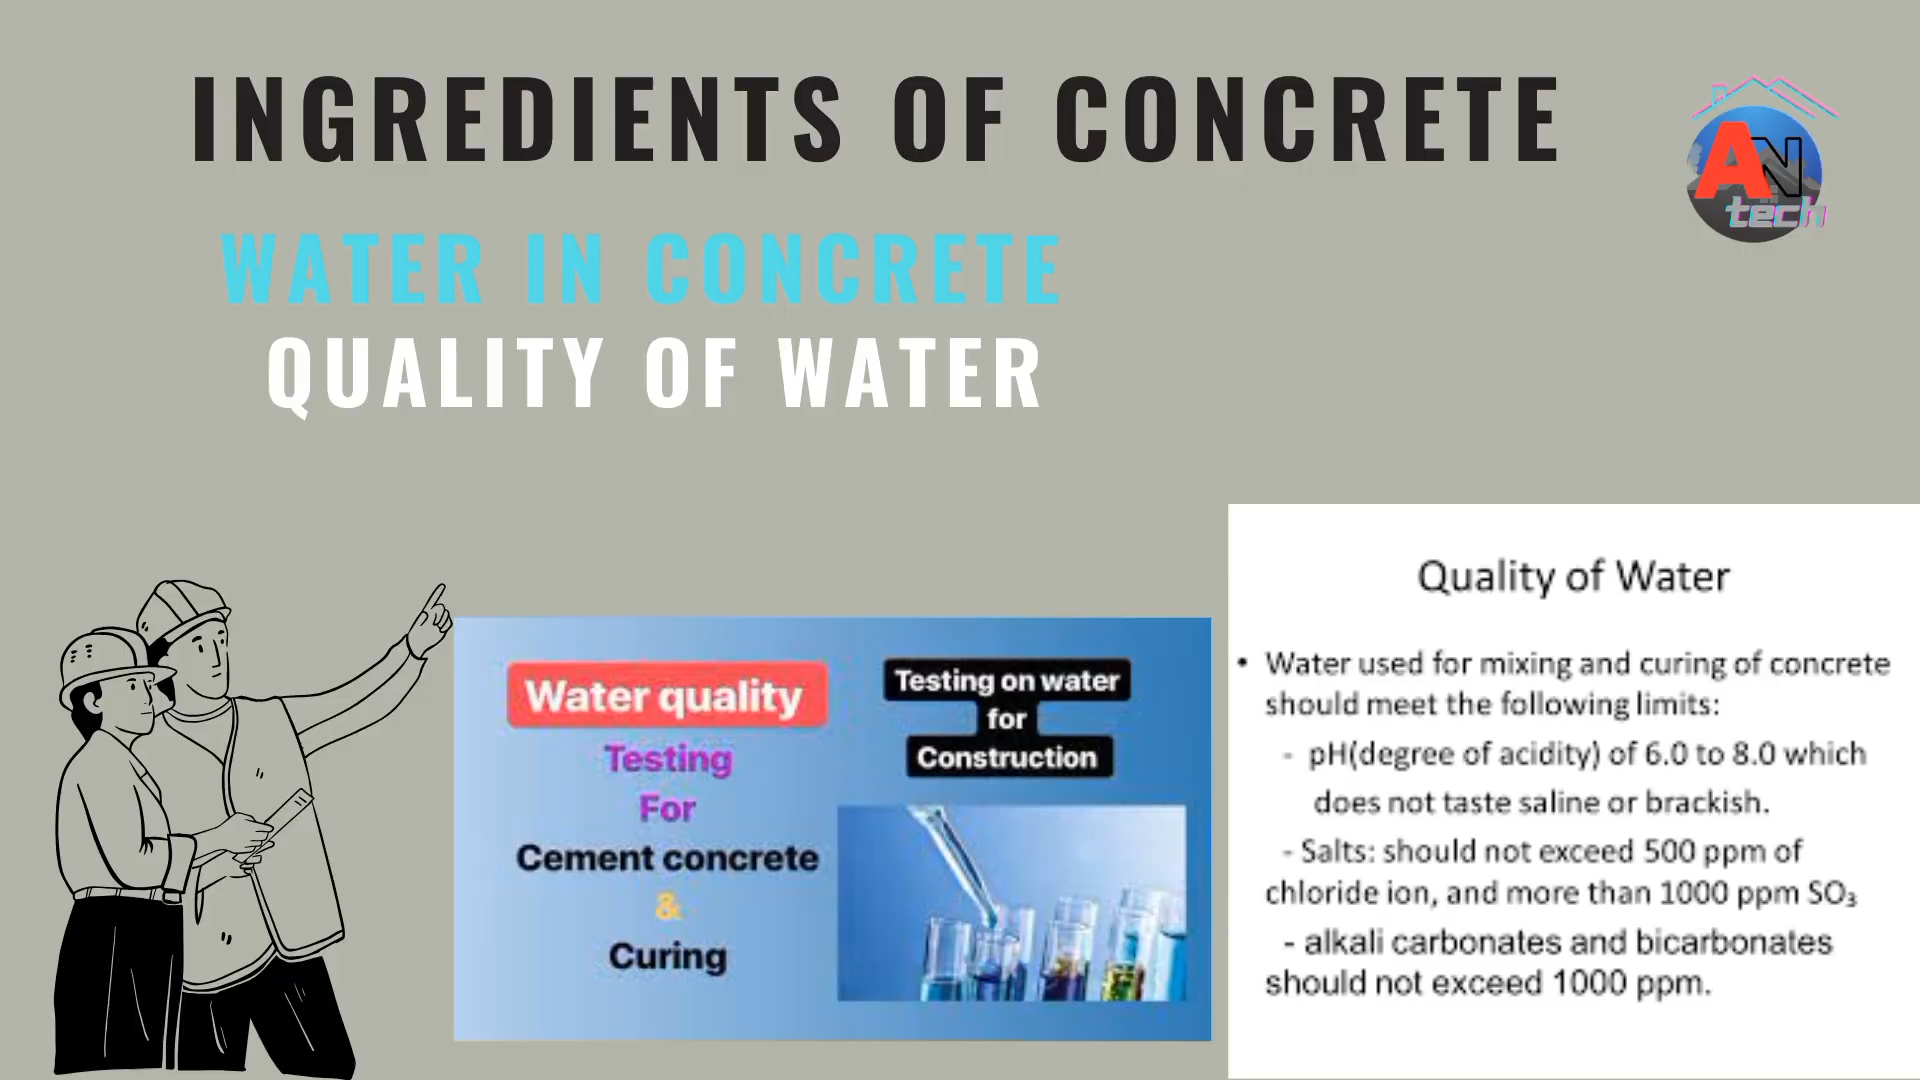 INGREDIENTS OF CONCRETE
AN
tech
WATER IN CONCRETE
QUALITY OF WATER
Water quality
Testing
For
Cement concrete
&
Curing
Testing on water
for
Construction
Quality of Water
• Water used for mixing and curing of concrete
should meet the following limits:
- pH(degree of acidity) of 6.0 to 8.0 which
does not taste saline or brackish.
- Salts: should not exceed 500 ppm of
chloride ion, and more than 1000 ppm SO₃
- alkali carbonates and bicarbonates
should not exceed 1000 ppm.